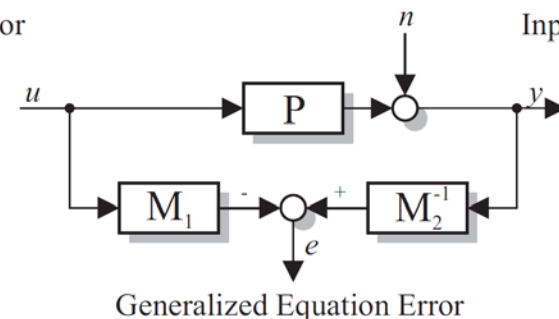 or
Inp
n
u
P
y
M₁
-
+
M₂⁻¹
e
Generalized Equation Error